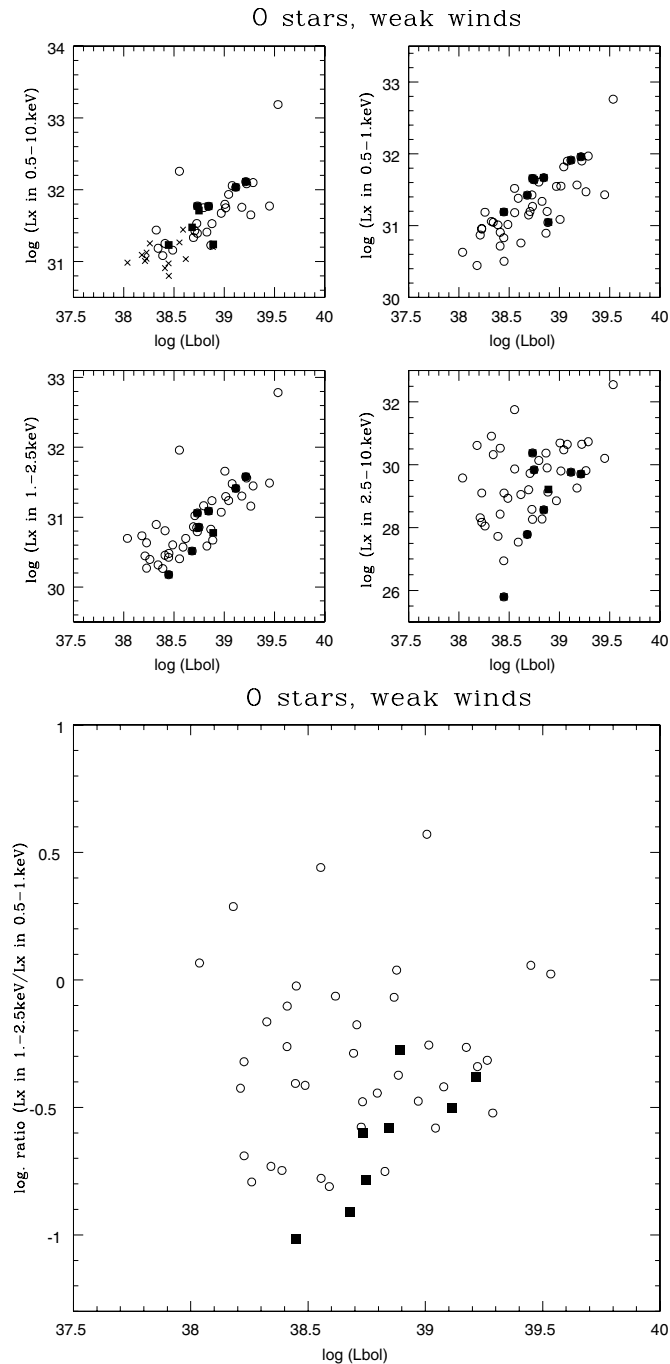 O stars, weak winds
34
33
32
31
log (Lx in 0.5−10.keV)
37.5 38 38.5 39 39.5 40
log (Lbol)
33
32
31
30
log (Lx in 0.5−1.keV)
37.5 38 38.5 39 39.5 40
log (Lbol)
33
32
31
30
log (Lx in 1.−2.5keV)
37.5 38 38.5 39 39.5 40
log (Lbol)
32
30
28
26
log (Lx in 2.5−10.keV)
37.5 38 38.5 39 39.5 40
log (Lbol)
O stars, weak winds
1
0.5
0
-0.5
-1
log. ratio (Lx in 1.−2.5keV/Lx in 0.5−1.keV)
37.5 38 38.5 39 39.5 40
log (Lbol)